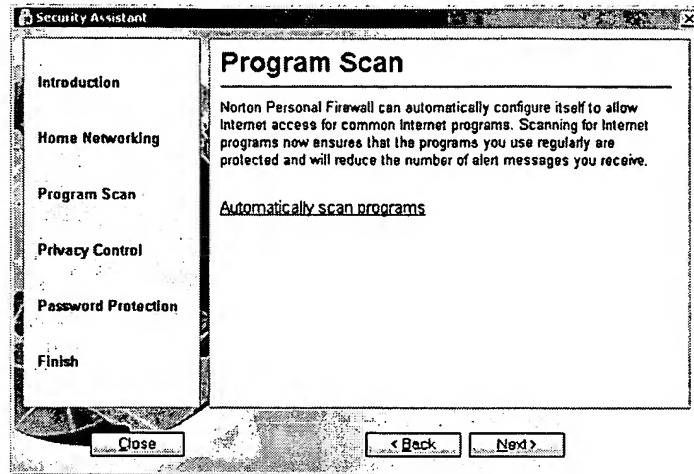 Security Assistant
Introduction
Home Networking
Program Scan
Privacy Control
Password Protection
Finish
Program Scan
Norton Personal Firewall can automatically configure itself to allow
Internet access for common Internet programs. Scanning for Internet
programs now ensures that the programs you use regularly are
protected and will reduce the number of alert messages you receive.
Automatically scan programs
Close
< Back
Next >